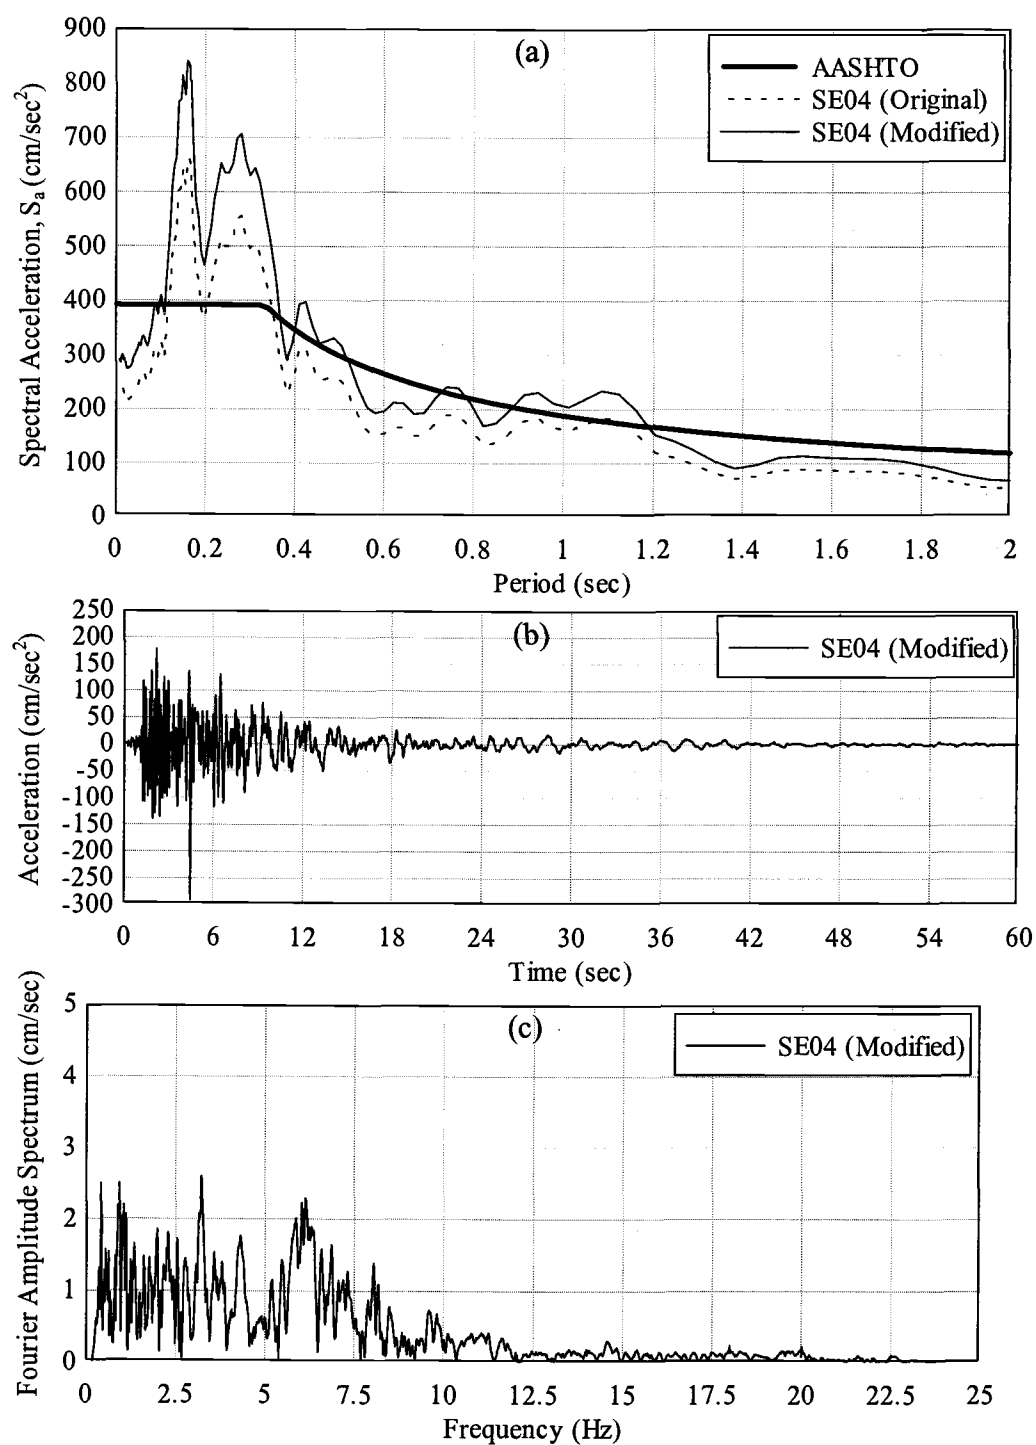 (a)
AASHTO
SE04 (Original)
SE04 (Modified)
Spectral Acceleration, Sa (cm/sec²)
900
800
700
600
500
400
300
200
100
0
0 0.2 0.4 0.6 0.8 1 1.2 1.4 1.6 1.8 2
Period (sec)
(b)
SE04 (Modified)
Acceleration (cm/sec²)
250
200
150
100
50
0
-50
-100
-150
-200
-250
-300
0 6 12 18 24 30 36 42 48 54 60
Time (sec)
(c)
SE04 (Modified)
Fourier Amplitude Spectrum (cm/sec)
5
4
3
2
1
0
0 2.5 5 7.5 10 12.5 15 17.5 20 22.5 25
Frequency (Hz)